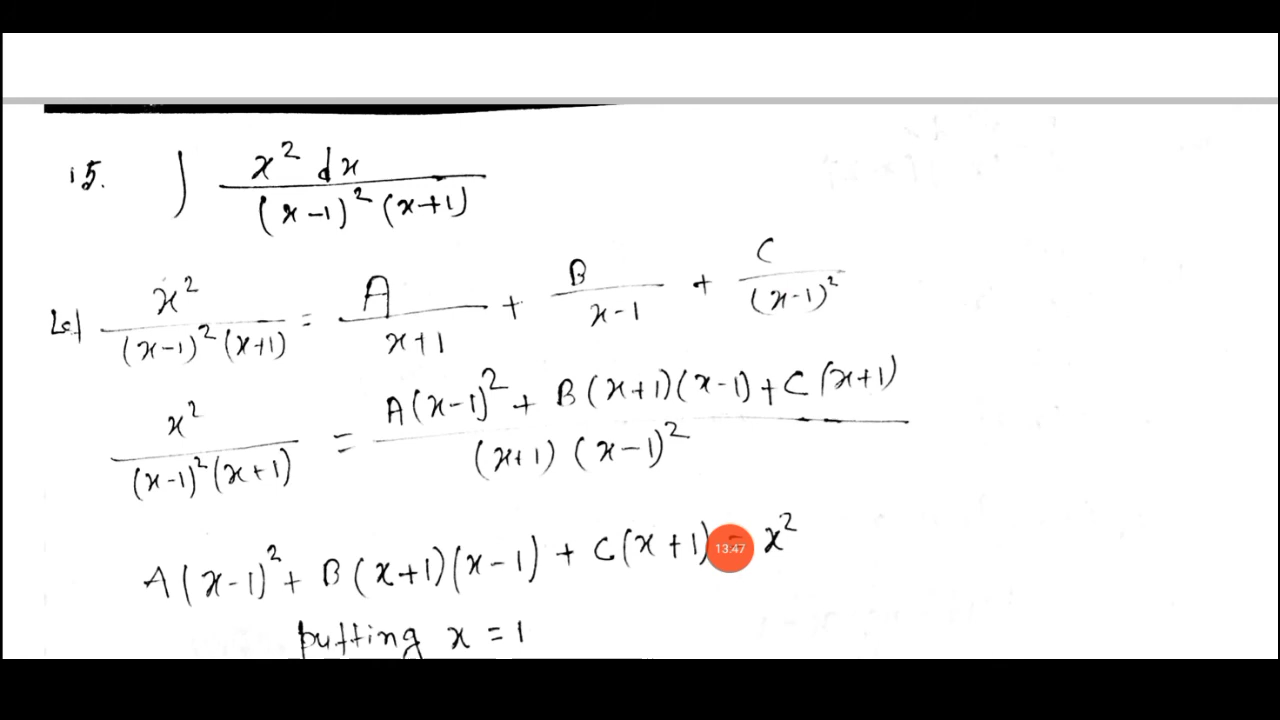 15. ∫ x² dx / (x-1)² (x+1)
Let x² / (x-1)² (x+1) = A / x+1 + B / x-1 + C / (x-1)²
x² / (x-1)² (x+1) = A(x-1)² + B(x+1)(x-1) + C(x+1) / (x+1) (x-1)²
A(x-1)² + B(x+1)(x-1) + C(x+1) x²
13:47
putting x = 1